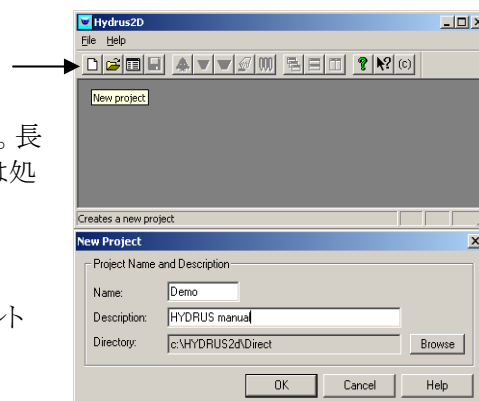 Hydrus2D
File Help
New project
。長
は処
Creates a new project
New Project
Project Name and Description
Name: Demo
ント
Description: HYDRUS manual
Directory: c:\HYDRUS2d\Direct Browse
OK Cancel Help